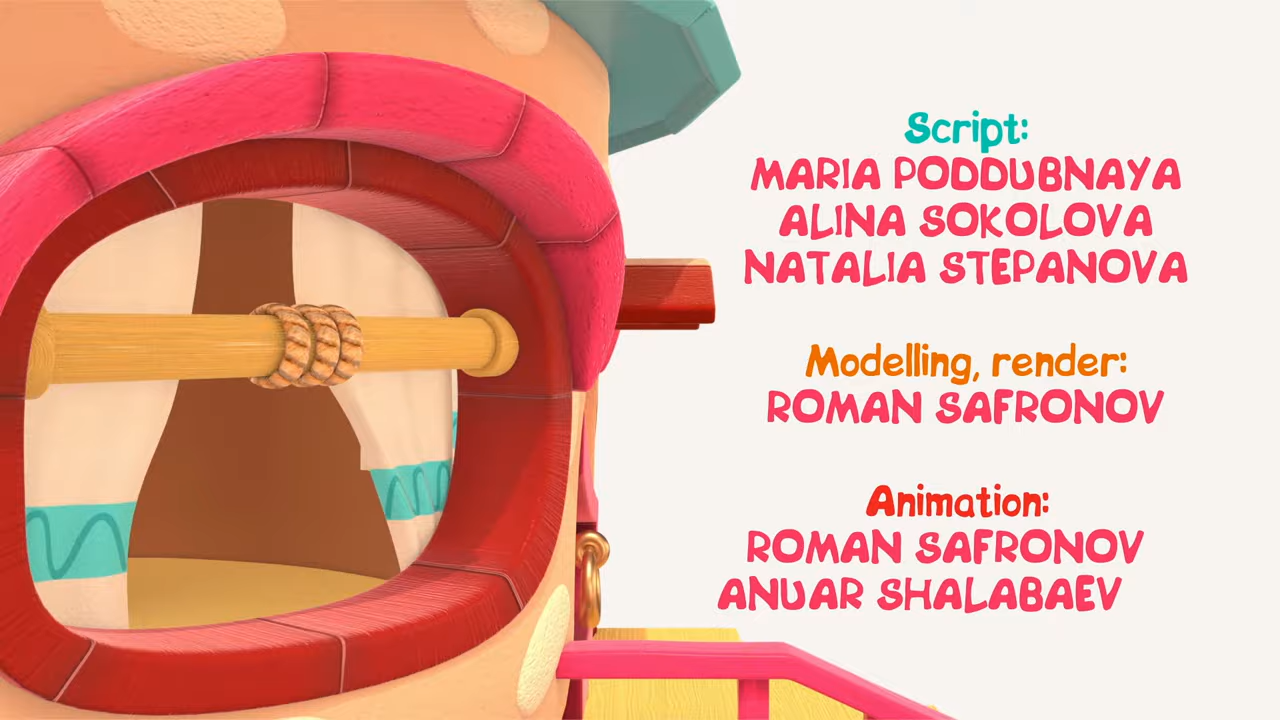 Script:
MARIA PODDUBNAYA
ALINA SOKOLOVA
NATALIA STEPANOVA
Modelling, render:
ROMAN SAFRONOV
Animation:
ROMAN SAFRONOV
ANUAR SHALABAEV